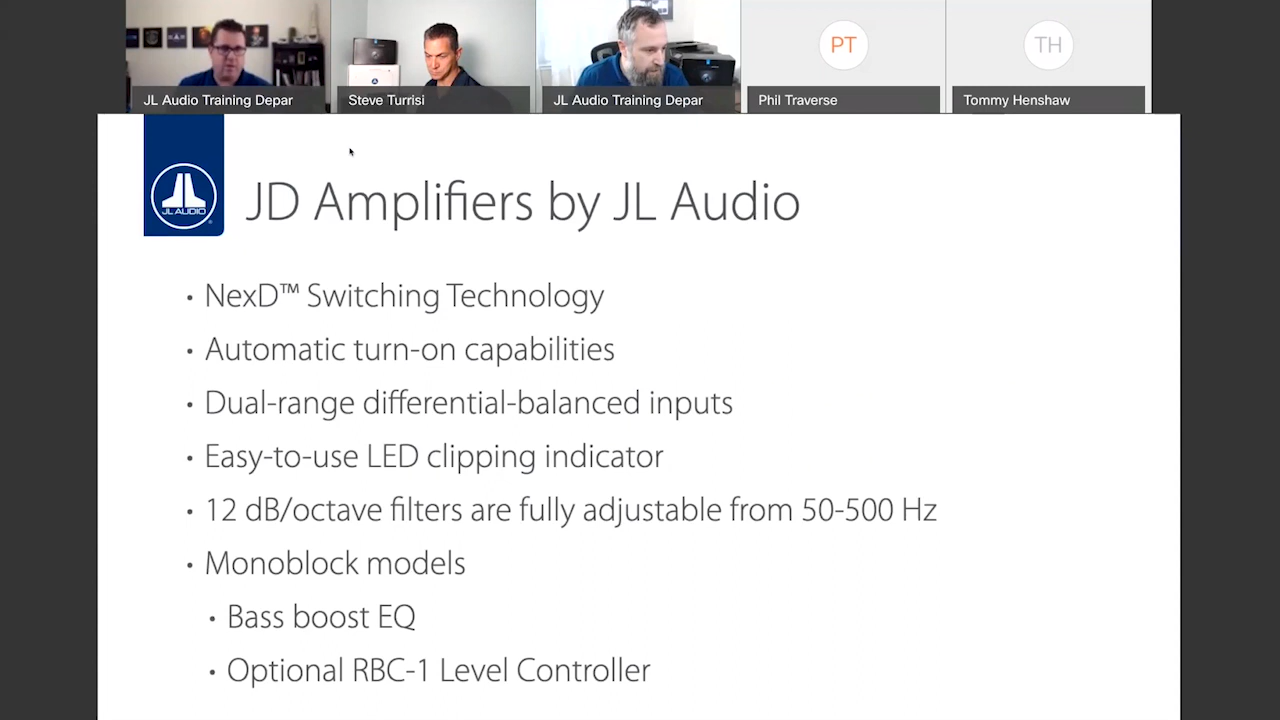 JL Audio Training Depar
Steve Turrisi
JL Audio Training Depar
PT
Phil Traverse
TH
Tommy Henshaw
JL AUDIO
JD Amplifiers by JL Audio
• NexD™ Switching Technology
• Automatic turn-on capabilities
• Dual-range differential-balanced inputs
• Easy-to-use LED clipping indicator
• 12 dB/octave filters are fully adjustable from 50-500 Hz
• Monoblock models
• Bass boost EQ
• Optional RBC-1 Level Controller